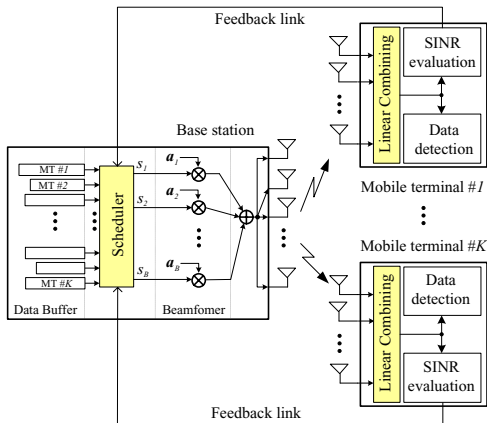 Feedback link
Linear Combining
SINR
evaluation
Data
detection
Mobile terminal #1
Base station
MT #1
MT #2
MT #K
Scheduler
s1
s2
sB
a1
a2
aB
Data Buffer
Beamfomer
Mobile terminal #K
Linear Combining
Data
detection
SINR
evaluation
Feedback link